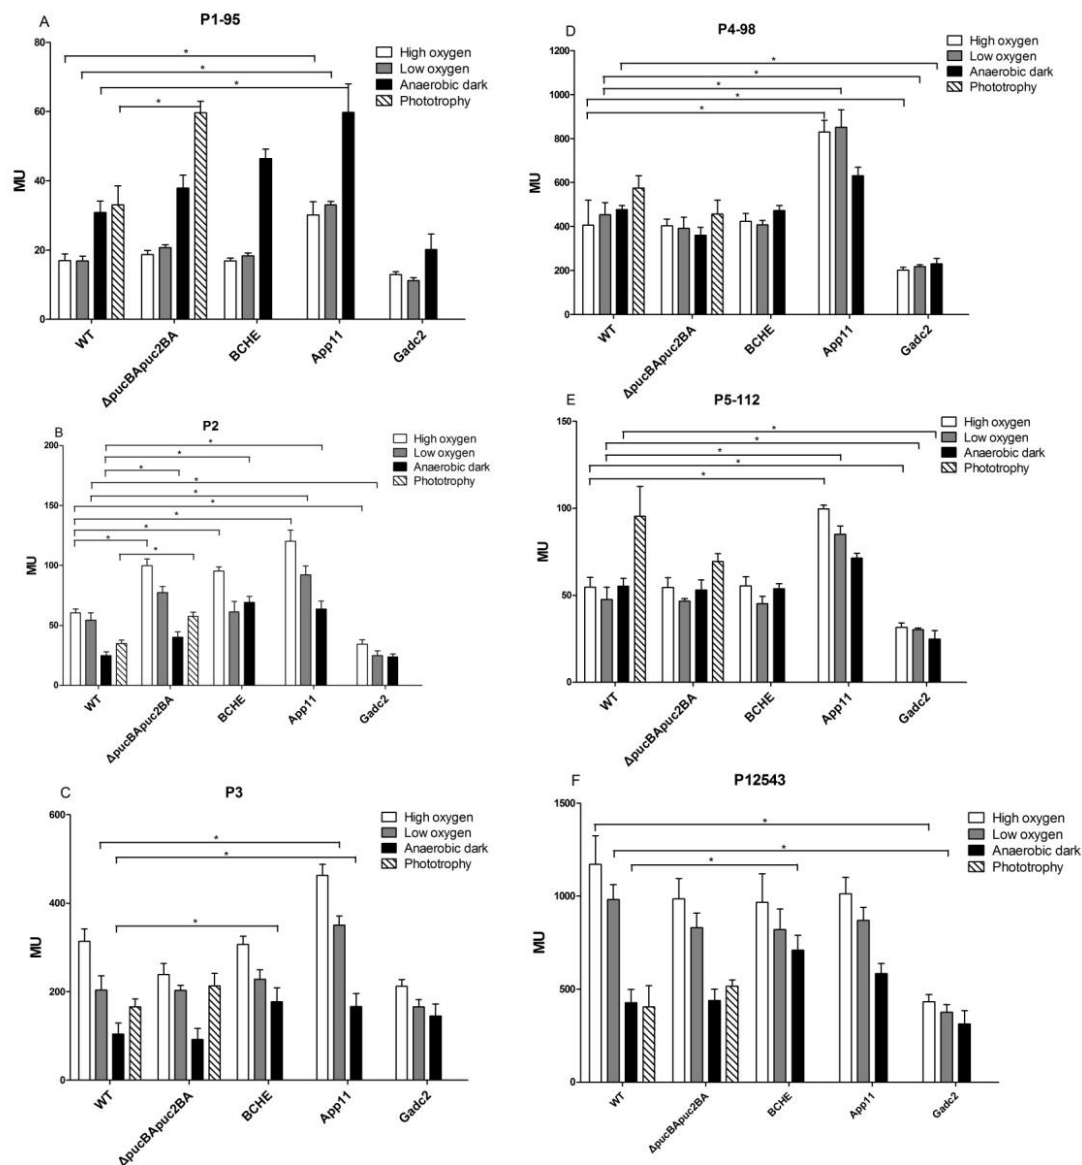 A
P1-95
80
60
40
20
0
MU
High oxygen
Low oxygen
Anaerobic dark
Phototrophy
*
*
*
*
WT
ΔpucBApuc2BA
BCHE
App11
Gadc2
B
P2
200
150
100
50
0
MU
High oxygen
Low oxygen
Anaerobic dark
Phototrophy
*
*
*
*
*
*
*
*
*
*
WT
ΔpucBApuc2BA
BCHE
App11
Gadc2
C
P3
600
400
200
0
MU
High oxygen
Low oxygen
Anaerobic dark
Phototrophy
*
*
*
WT
ΔpucBApuc2BA
BCHE
App11
Gadc2
D
P4-98
1200
1000
800
600
400
200
0
MU
High oxygen
Low oxygen
Anaerobic dark
Phototrophy
*
*
*
*
*
WT
ΔpucBApuc2BA
BCHE
App11
Gadc2
E
P5-112
150
100
50
0
MU
High oxygen
Low oxygen
Anaerobic dark
Phototrophy
*
*
*
*
*
WT
ΔpucBApuc2BA
BCHE
App11
Gadc2
F
P12543
1500
1000
500
0
MU
High oxygen
Low oxygen
Anaerobic dark
Phototrophy
*
*
*
WT
ΔpucBApuc2BA
BCHE
App11
Gadc2